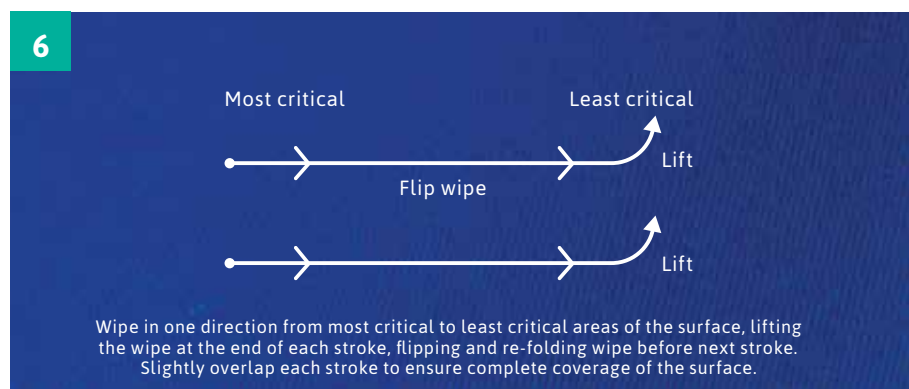 6
Most critical
Least critical
Lift
Flip wipe
Lift
Wipe in one direction from most critical to least critical areas of the surface, lifting
the wipe at the end of each stroke, flipping and re-folding wipe before next stroke.
Slightly overlap each stroke to ensure complete coverage of the surface.